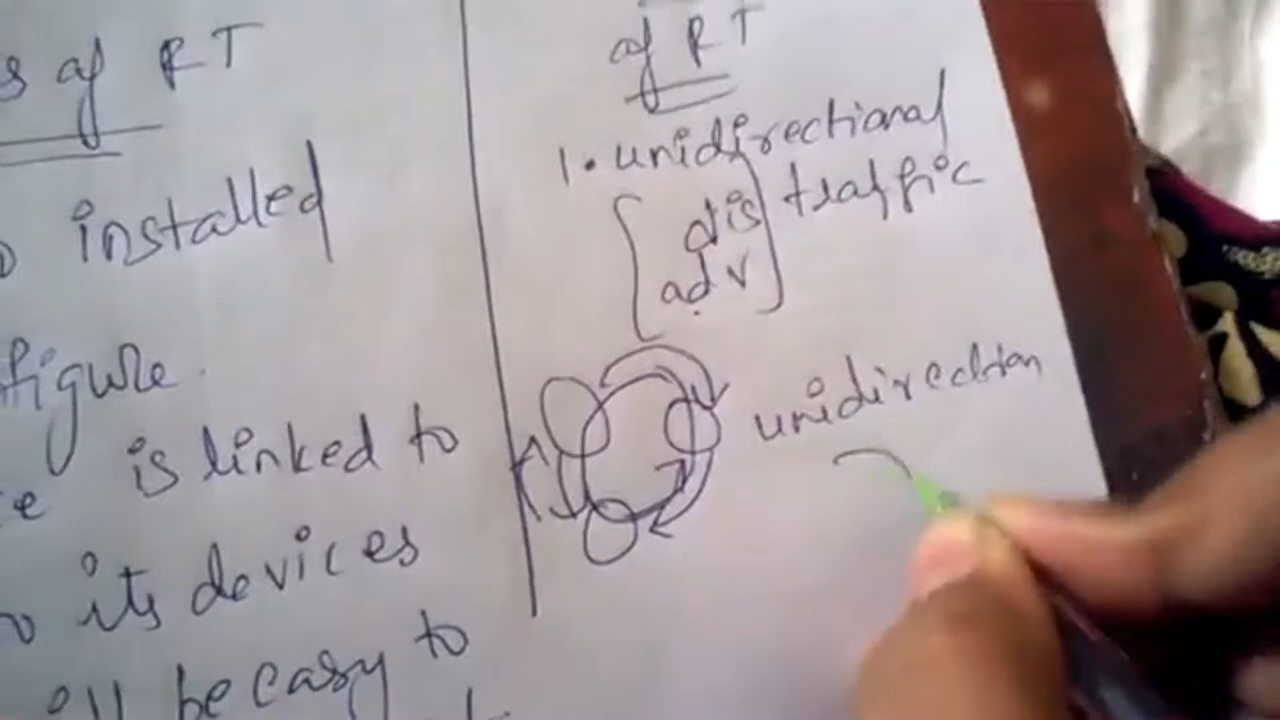 s of RT
installed
figure
is linked to
its devices
be easy to
of RT
1. unidirectional
traffic
[dis
adv]
unidirection